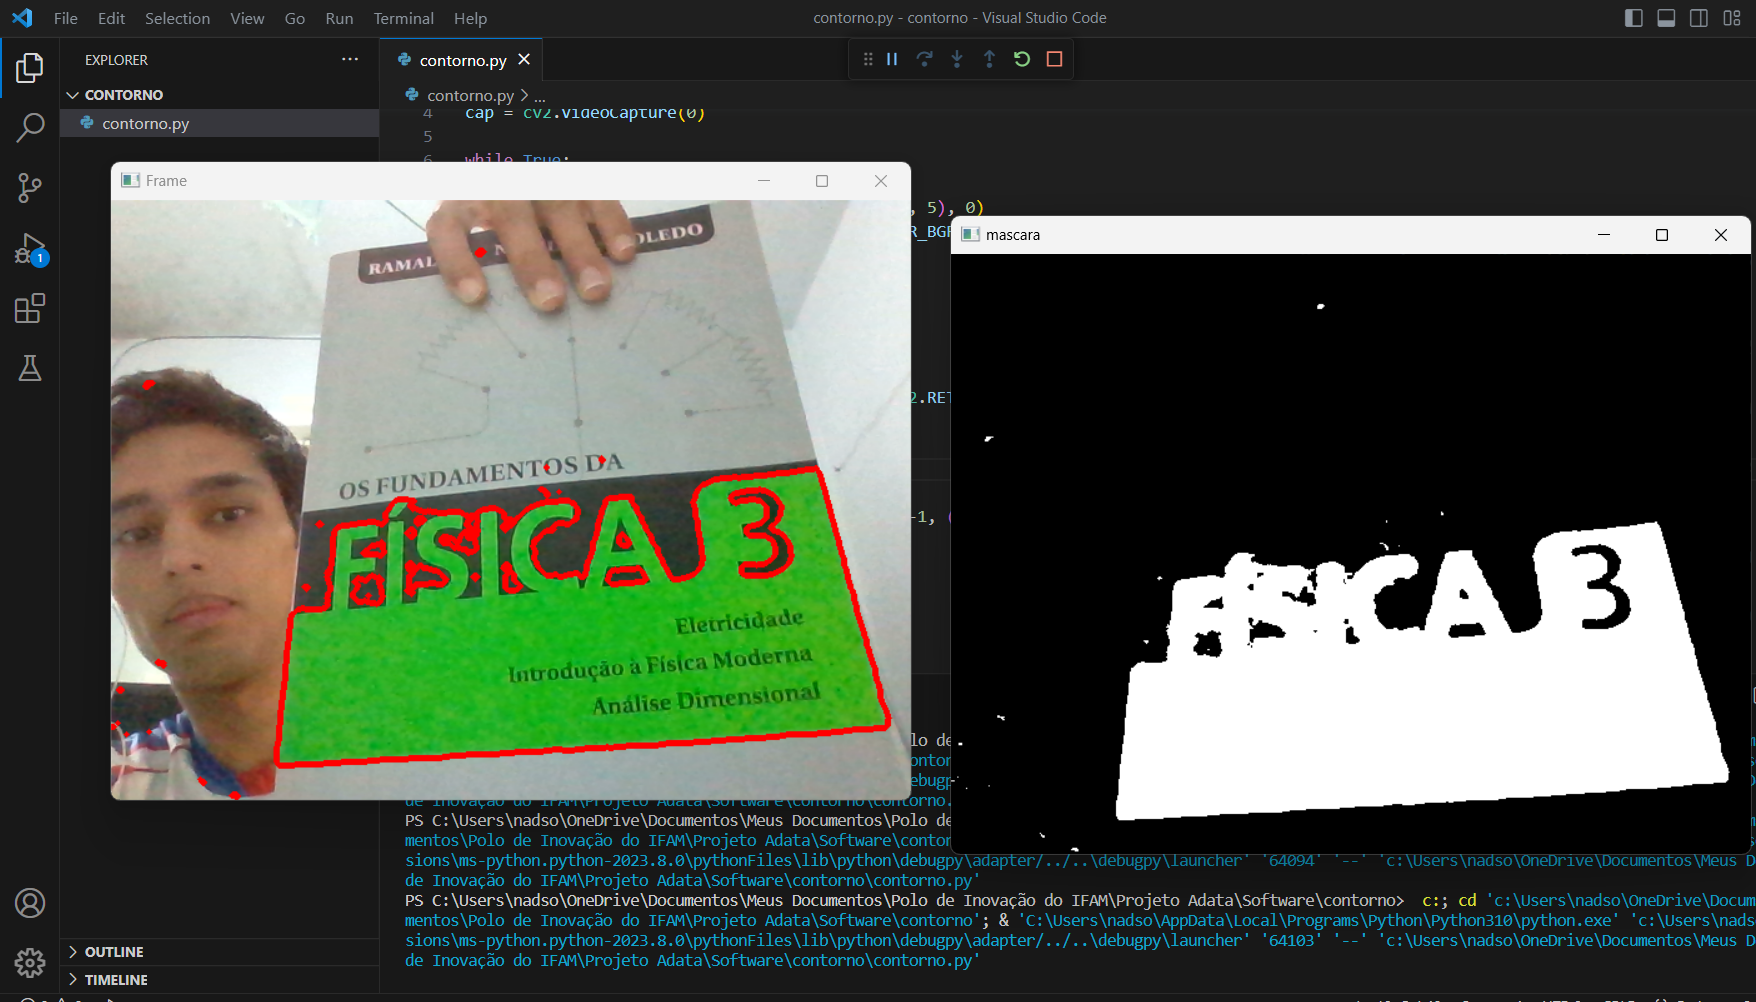 File Edit Selection View Go Run Terminal Help
contorno.py - contorno - Visual Studio Code
EXPLORER
CONTORNO
contorno.py
OUTLINE
TIMELINE
contorno.py
contorno.py > ...
4 cap = cv2.VideoCapture(0)
5
6 while True:
, 5), 0)
R_BGR
2.RET
-1, (
1
Frame
RAMAL
OLEDO
OS FUNDAMENTOS DA
FÍSICA 3
Eletricidade
Introdução à Física Moderna
Análise Dimensional
mascara
FÍSICA 3
lo de
contor
debugp
de Inovação do IFAM\Projeto Adata\Software\contorno\contorno.
PS C:\Users\nadso\OneDrive\Documentos\Meus Documentos\Polo de
mentos\Polo de Inovação do IFAM\Projeto Adata\Software\contor
sions\ms-python.python-2023.8.0\pythonFiles\lib\python\debugpy\adapter/../..\debugpy\launcher' '64094' '--' 'c:\Users\nadso\OneDrive\Documentos\Meus D
de Inovação do IFAM\Projeto Adata\Software\contorno\contorno.py'
PS C:\Users\nadso\OneDrive\Documentos\Meus Documentos\Polo de Inovação do IFAM\Projeto Adata\Software\contorno> c:; cd 'c:\Users\nadso\OneDrive\Docum
mentos\Polo de Inovação do IFAM\Projeto Adata\Software\contorno'; & 'C:\Users\nadso\AppData\Local\Programs\Python\Python310\python.exe' 'c:\Users\nads
sions\ms-python.python-2023.8.0\pythonFiles\lib\python\debugpy\adapter/../..\debugpy\launcher' '64103' '--' 'c:\Users\nadso\OneDrive\Documentos\Meus D
de Inovação do IFAM\Projeto Adata\Software\contorno\contorno.py'